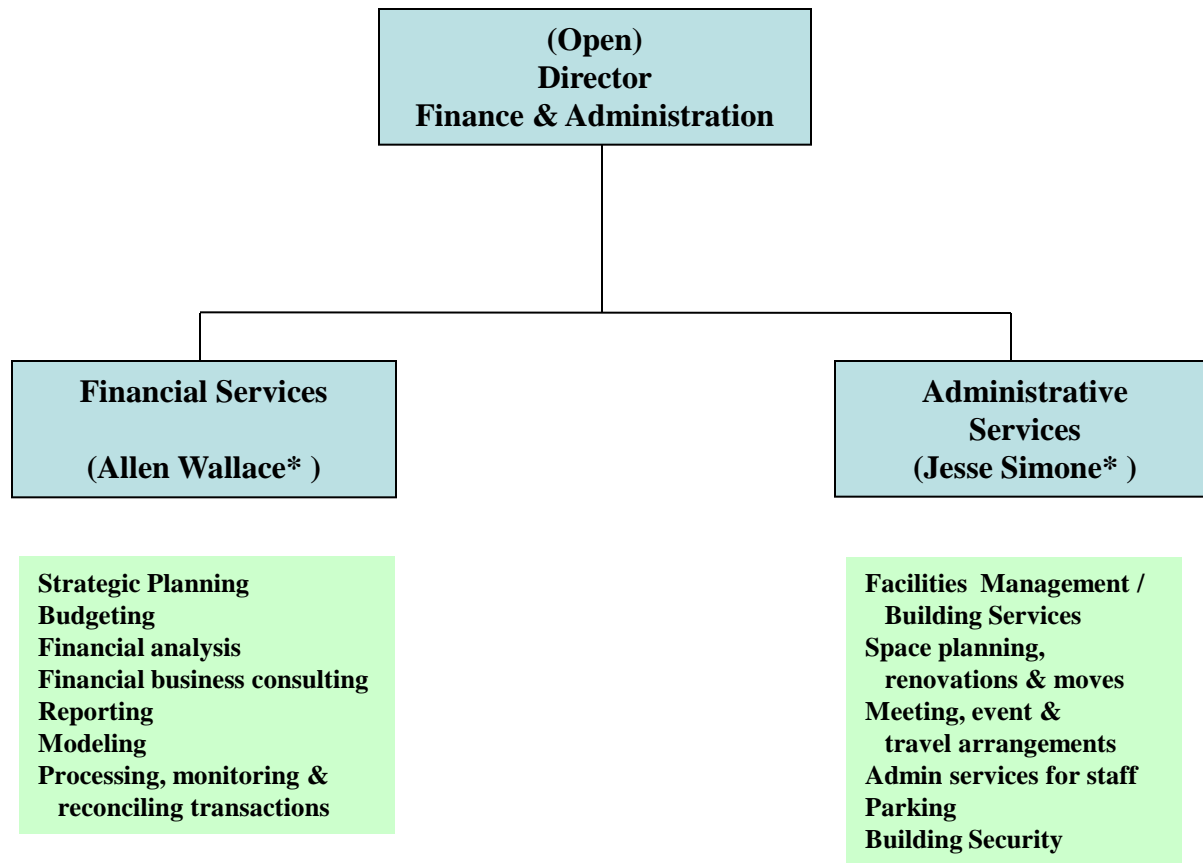 (Open)
Director
Finance & Administration
Financial Services
(Allen Wallace* )
Administrative
Services
(Jesse Simone* )
Strategic Planning
Budgeting
Financial analysis
Financial business consulting
Reporting
Modeling
Processing, monitoring &
reconciling transactions
Facilities Management /
Building Services
Space planning,
renovations & moves
Meeting, event &
travel arrangements
Admin services for staff
Parking
Building Security